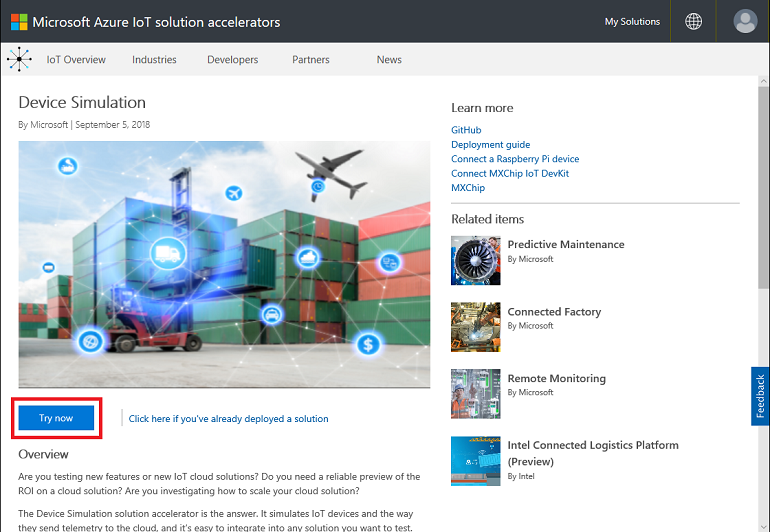 Microsoft Azure IoT solution accelerators
My Solutions
IoT Overview
Industries
Developers
Partners
News
Device Simulation
By Microsoft | September 5, 2018
Try now
Click here if you've already deployed a solution
Overview
Are you testing new features or new IoT cloud solutions? Do you need a reliable preview of the
ROI on a cloud solution? Are you investigating how to scale your cloud solution?
The Device Simulation solution accelerator is the answer. It simulates IoT devices and the way
they send telemetry to the cloud, and it's easy to integrate into any solution you want to test.
Learn more
GitHub
Deployment guide
Connect a Raspberry Pi device
Connect MXChip IoT DevKit
MXChip
Related items
Predictive Maintenance
By Microsoft
Connected Factory
By Microsoft
Remote Monitoring
By Microsoft
Intel Connected Logistics Platform
(Preview)
By Intel
Feedback